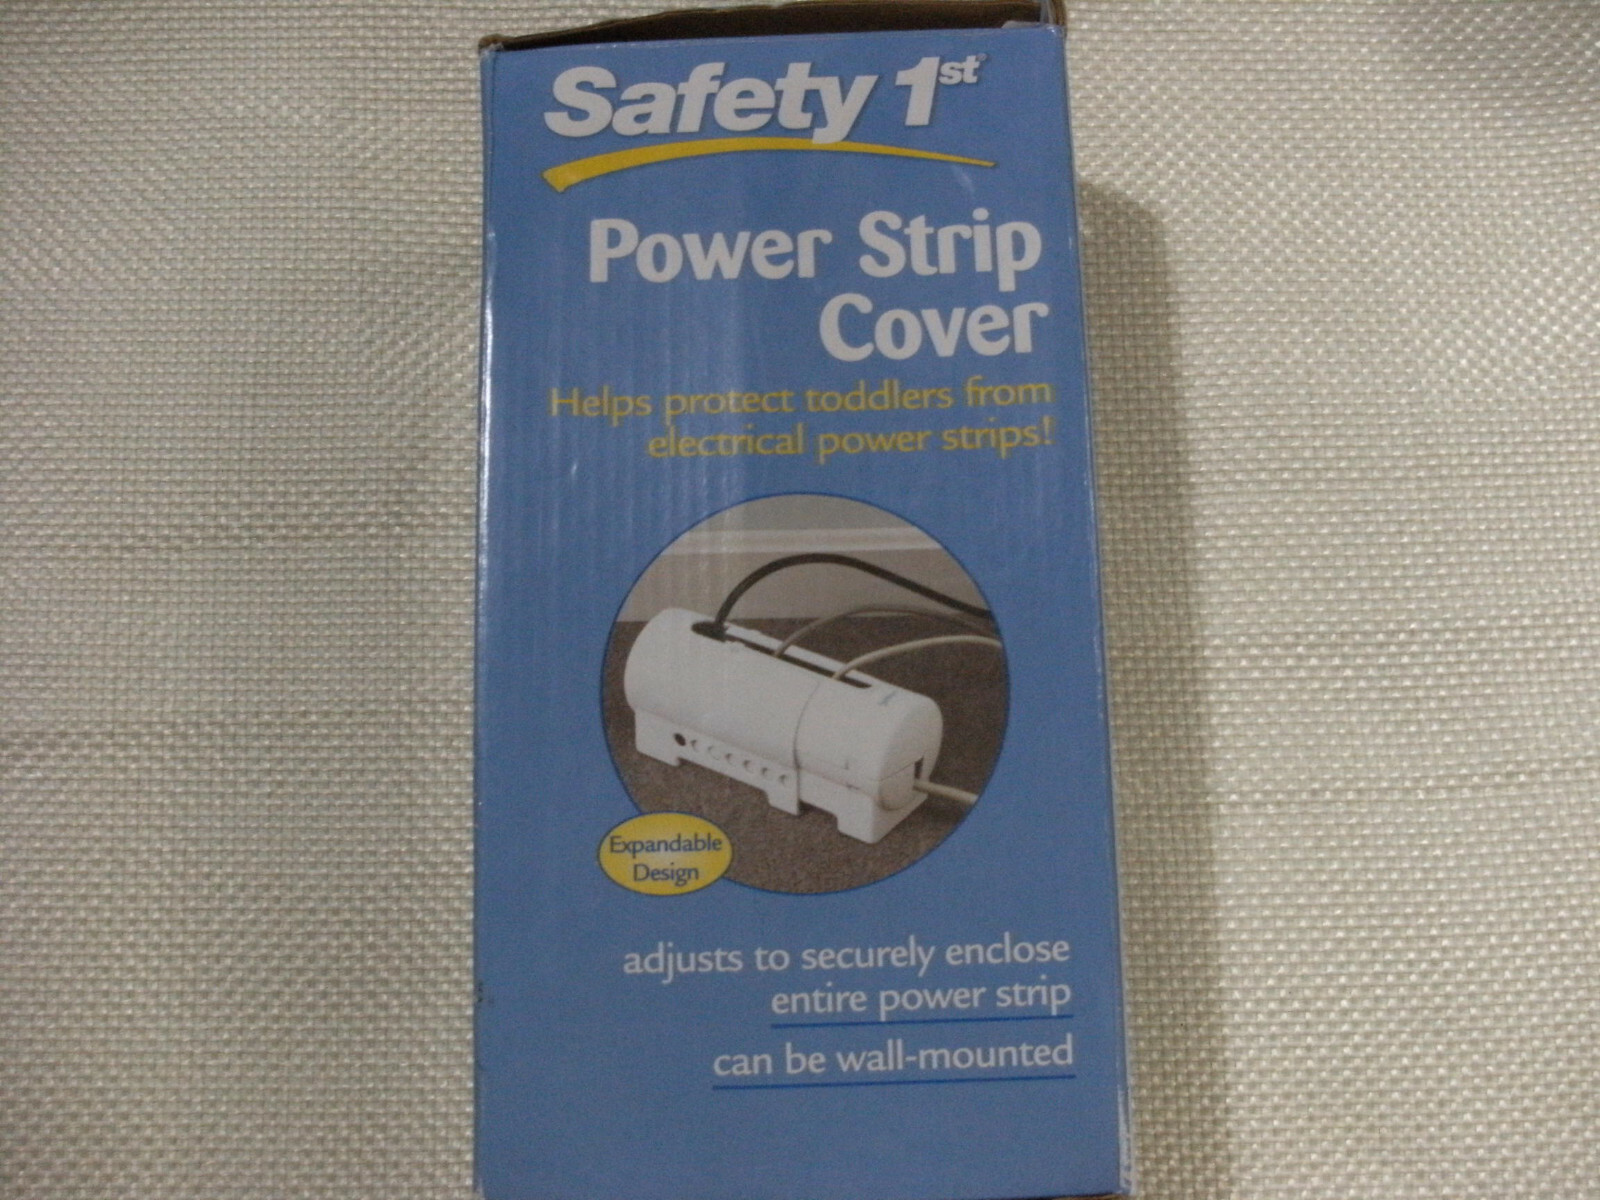 Safety 1st
Power Strip
Cover
Helps protect toddlers from
electrical power strips!
Expandable
Design
adjusts to securely enclose
entire power strip
can be wall-mounted